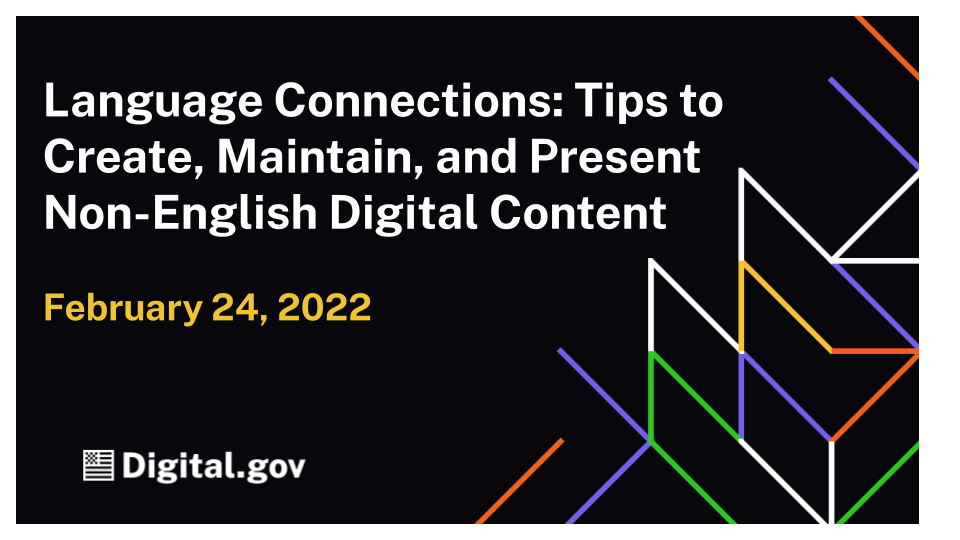 Language Connections: Tips to
Create, Maintain, and Present
Non-English Digital Content
February 24, 2022
Digital.gov